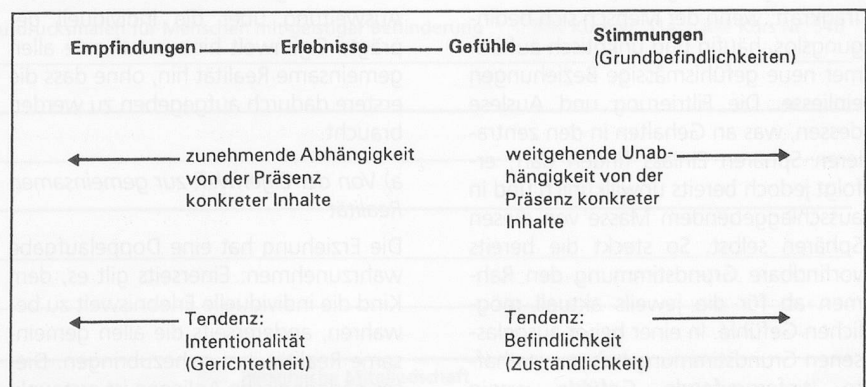 Empfindungen — Erlebnisse — Gefühle — Stimmungen
(Grundbefindlichkeiten)
zunehmende Abhängigkeit
von der Präsenz
konkreter Inhalte
weitgehende Unab-
hängigkeit von der
Präsenz konkreter
Inhalte
Tendenz:
Intentionalität
(Gerichtetheit)
Tendenz:
Befindlichkeit
(Zuständlichkeit)